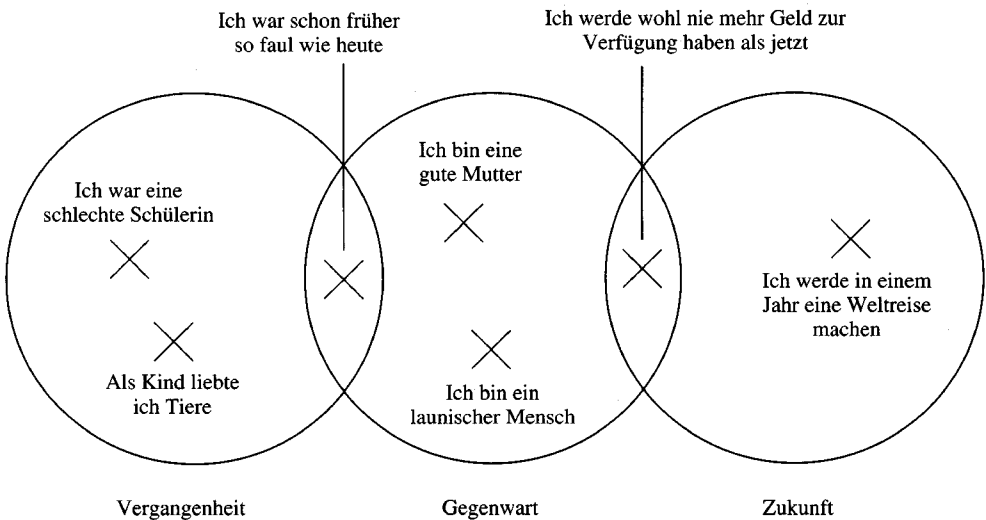 Ich war schon früher
so faul wie heute
Ich werde wohl nie mehr Geld zur
Verfügung haben als jetzt
Ich bin eine
gute Mutter
Ich war eine
schlechte Schülerin
Ich werde in einem
Jahr eine Weltreise
machen
Als Kind liebte
ich Tiere
Ich bin ein
launischer Mensch
Vergangenheit
Gegenwart
Zukunft